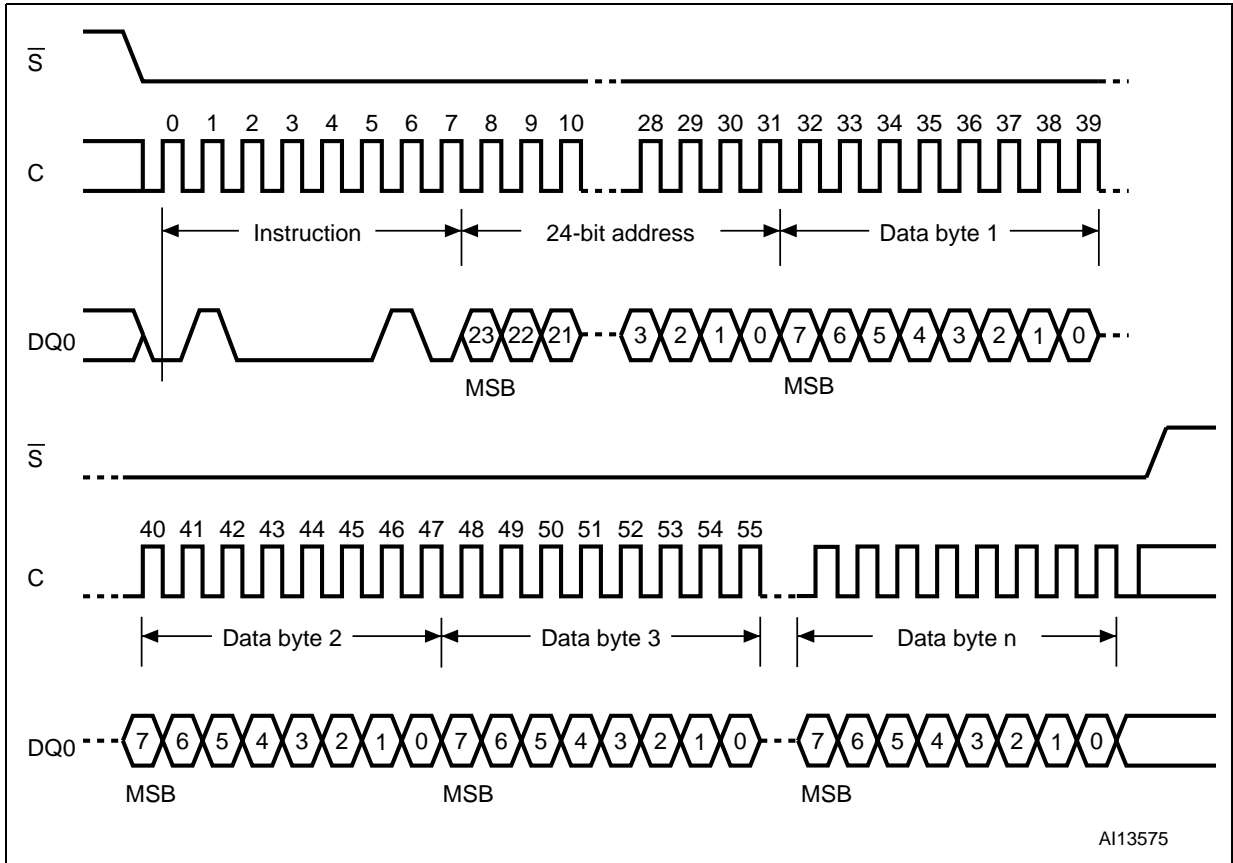 S
0 1 2 3 4 5 6 7 8 9 10 28 29 30 31 32 33 34 35 36 37 38 39
C
Instruction 24-bit address Data byte 1
DQ0 23 22 21 3 2 1 0 7 6 5 4 3 2 1 0
MSB MSB
S
40 41 42 43 44 45 46 47 48 49 50 51 52 53 54 55
C
Data byte 2 Data byte 3 Data byte n
DQ0 7 6 5 4 3 2 1 0 7 6 5 4 3 2 1 0 7 6 5 4 3 2 1 0
MSB MSB MSB
AI13575